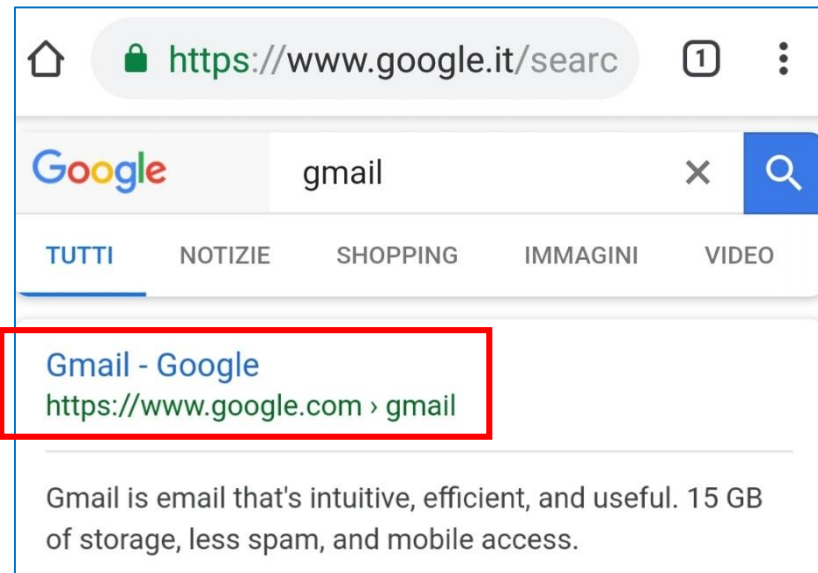 https://www.google.it/searc
1
Google
gmail
TUTTI NOTIZIE SHOPPING IMMAGINI VIDEO
Gmail - Google
https://www.google.com › gmail
Gmail is email that's intuitive, efficient, and useful. 15 GB
of storage, less spam, and mobile access.